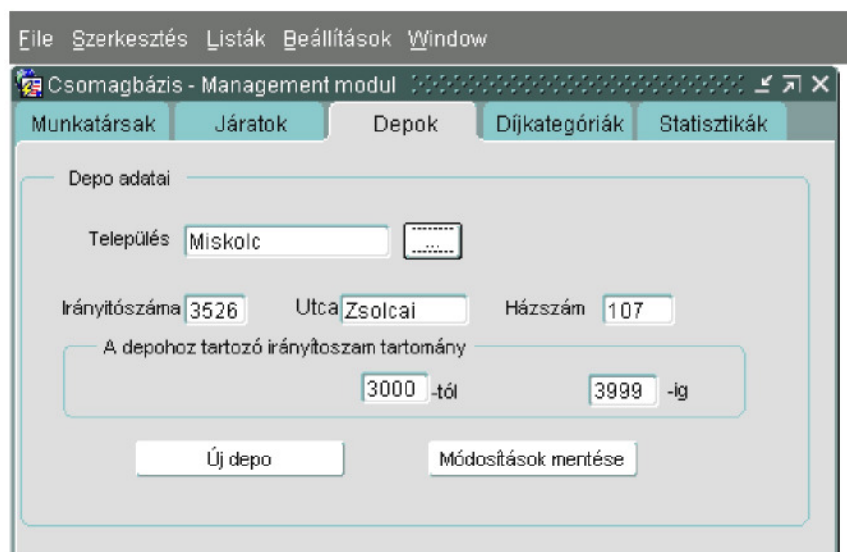 File Szerkesztés Listák Beállítások Window
Csomagbázis - Management modul
Munkatársak Járatok Depok Díjkategóriák Statisztikák
Depo adatai
Település Miskolc ...
Irányitószáma 3526 Utca Zsolcai Házszám 107
A depohoz tartozó irányítoszam tartomány
3000 -tól 3999 -ig
Új depo Módosítások mentése